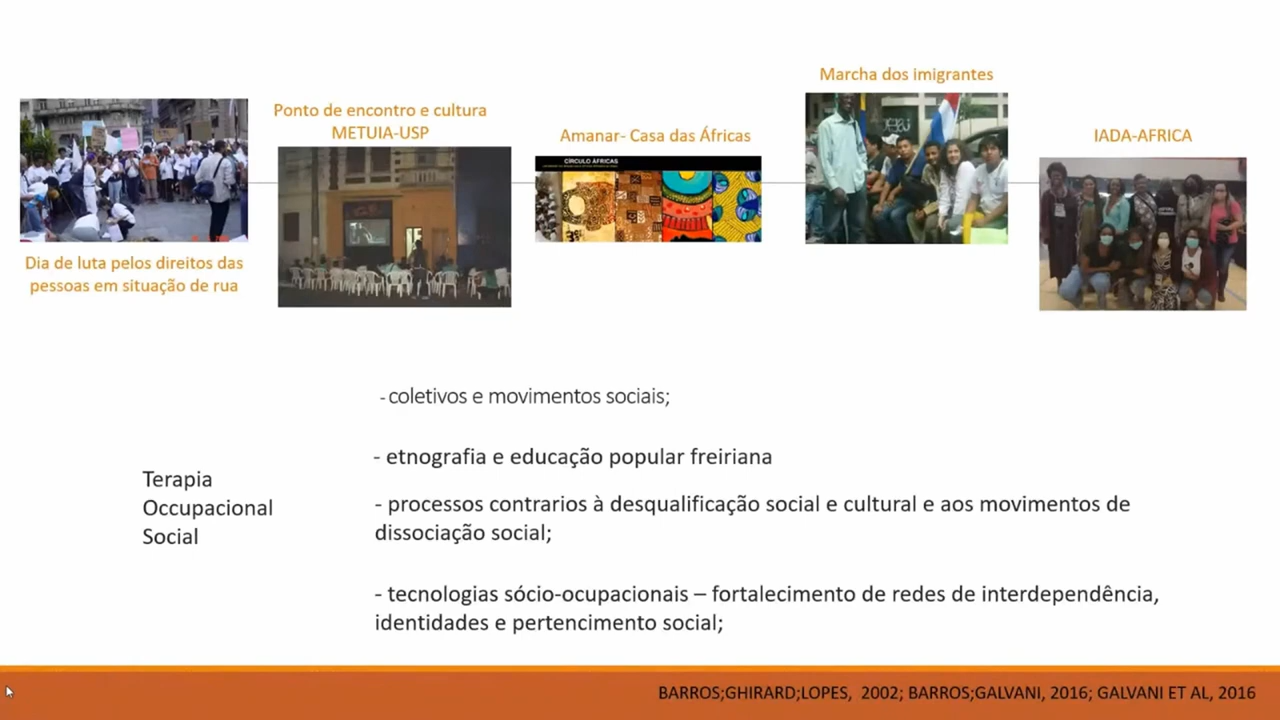 Marcha dos imigrantes
Ponto de encontro e cultura
METUIA-USP
Amanar- Casa das Áfricas
IADA-AFRICA
CÍRCULO ÁFRICAS
Dia de luta pelos direitos das
pessoas em situação de rua
-coletivos e movimentos sociais;
- etnografia e educação popular freiriana
Terapia
Occupacional
Social
- processos contrarios à desqualificação social e cultural e aos movimentos de
dissociação social;
- tecnologias sócio-ocupacionais – fortalecimento de redes de interdependência,
identidades e pertencimento social;
BARROS;GHIRARD;LOPES, 2002; BARROS;GALVANI, 2016; GALVANI ET AL, 2016